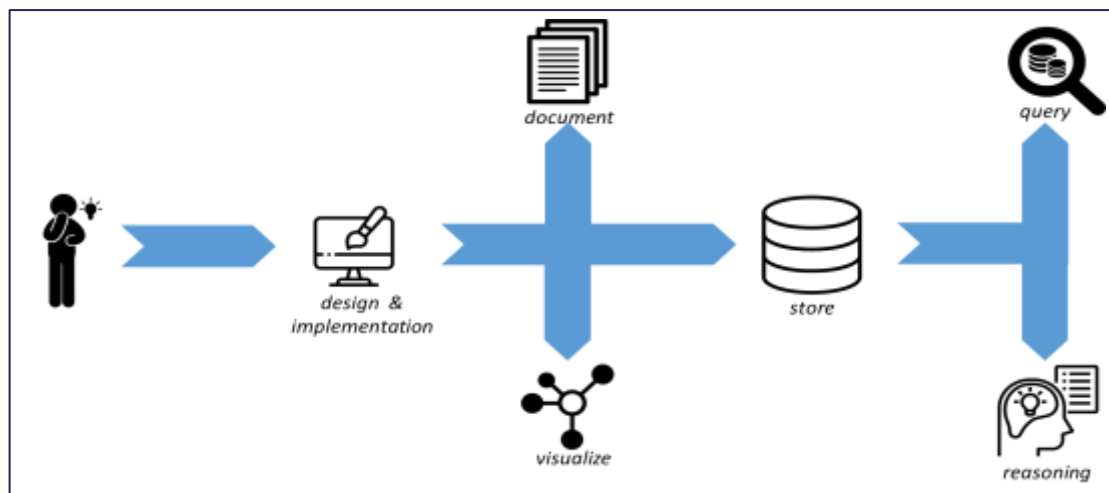 document
query
design &
implementation
store
visualize
reasoning